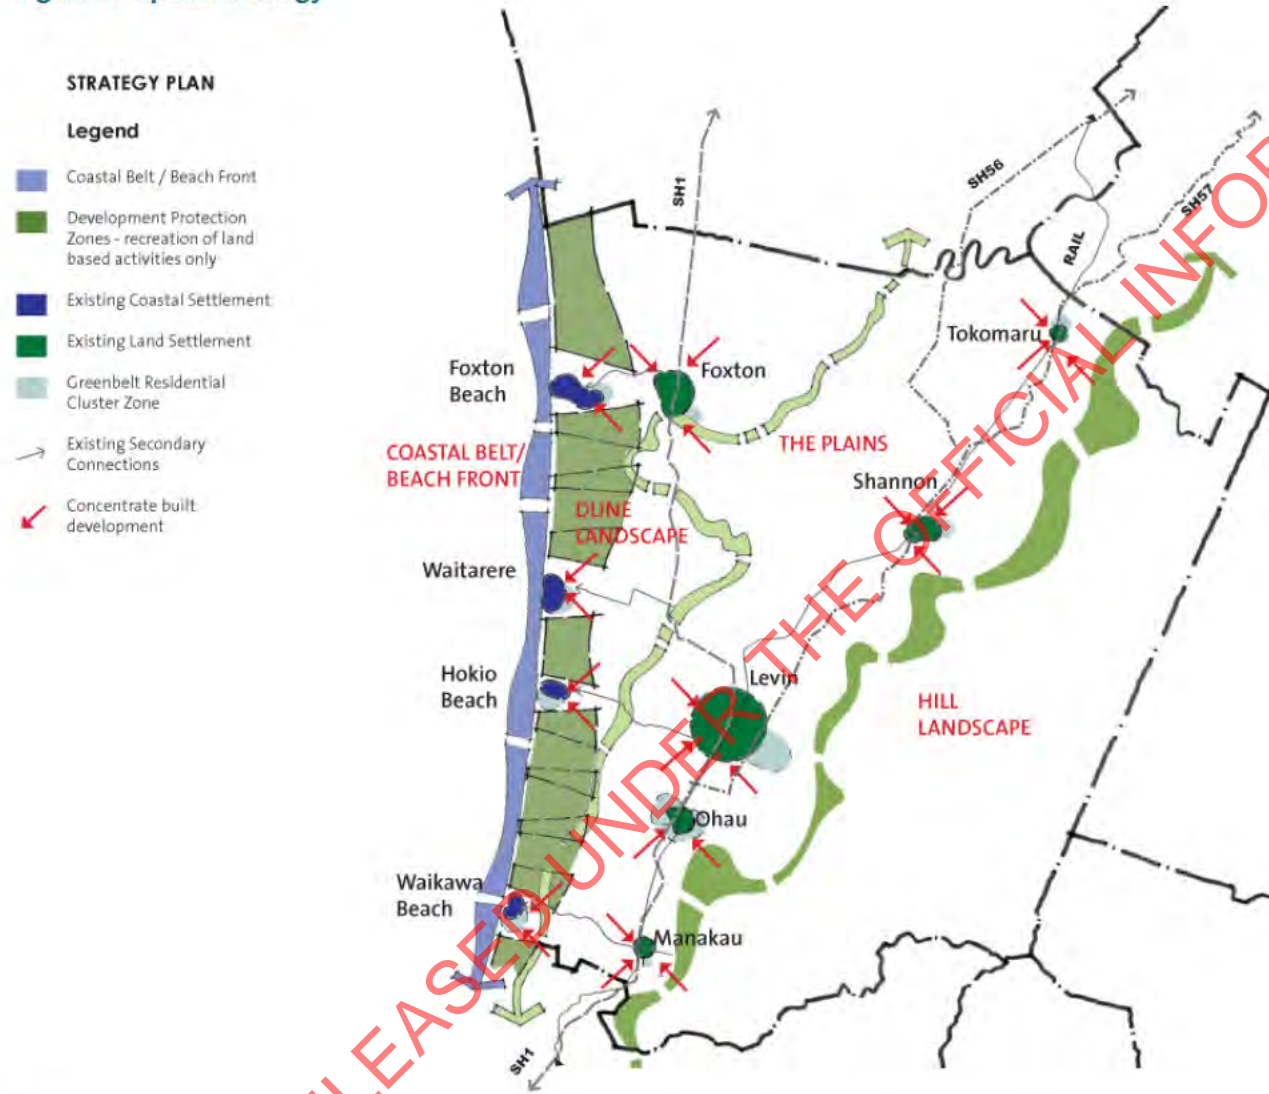 STRATEGY PLAN
Legend
Coastal Belt / Beach Front
Development Protection
Zones - recreation of land
based activities only
Existing Coastal Settlement
Existing Land Settlement
Greenbelt Residential
Cluster Zone
Existing Secondary
Connections
Concentrate built
development
SH1
SH56
SH57
RAIL
Tokomaru
Foxton
Beach
Foxton
COASTAL BELT/
BEACH FRONT
THE PLAINS
Shannon
DUNE
LANDSCAPE
Waitarere
Hokio
Beach
Levin
HILL
LANDSCAPE
Ohau
Waikawa
Beach
Manakau
SH1
LEASED UNDER THE OFFICIAL INFOR